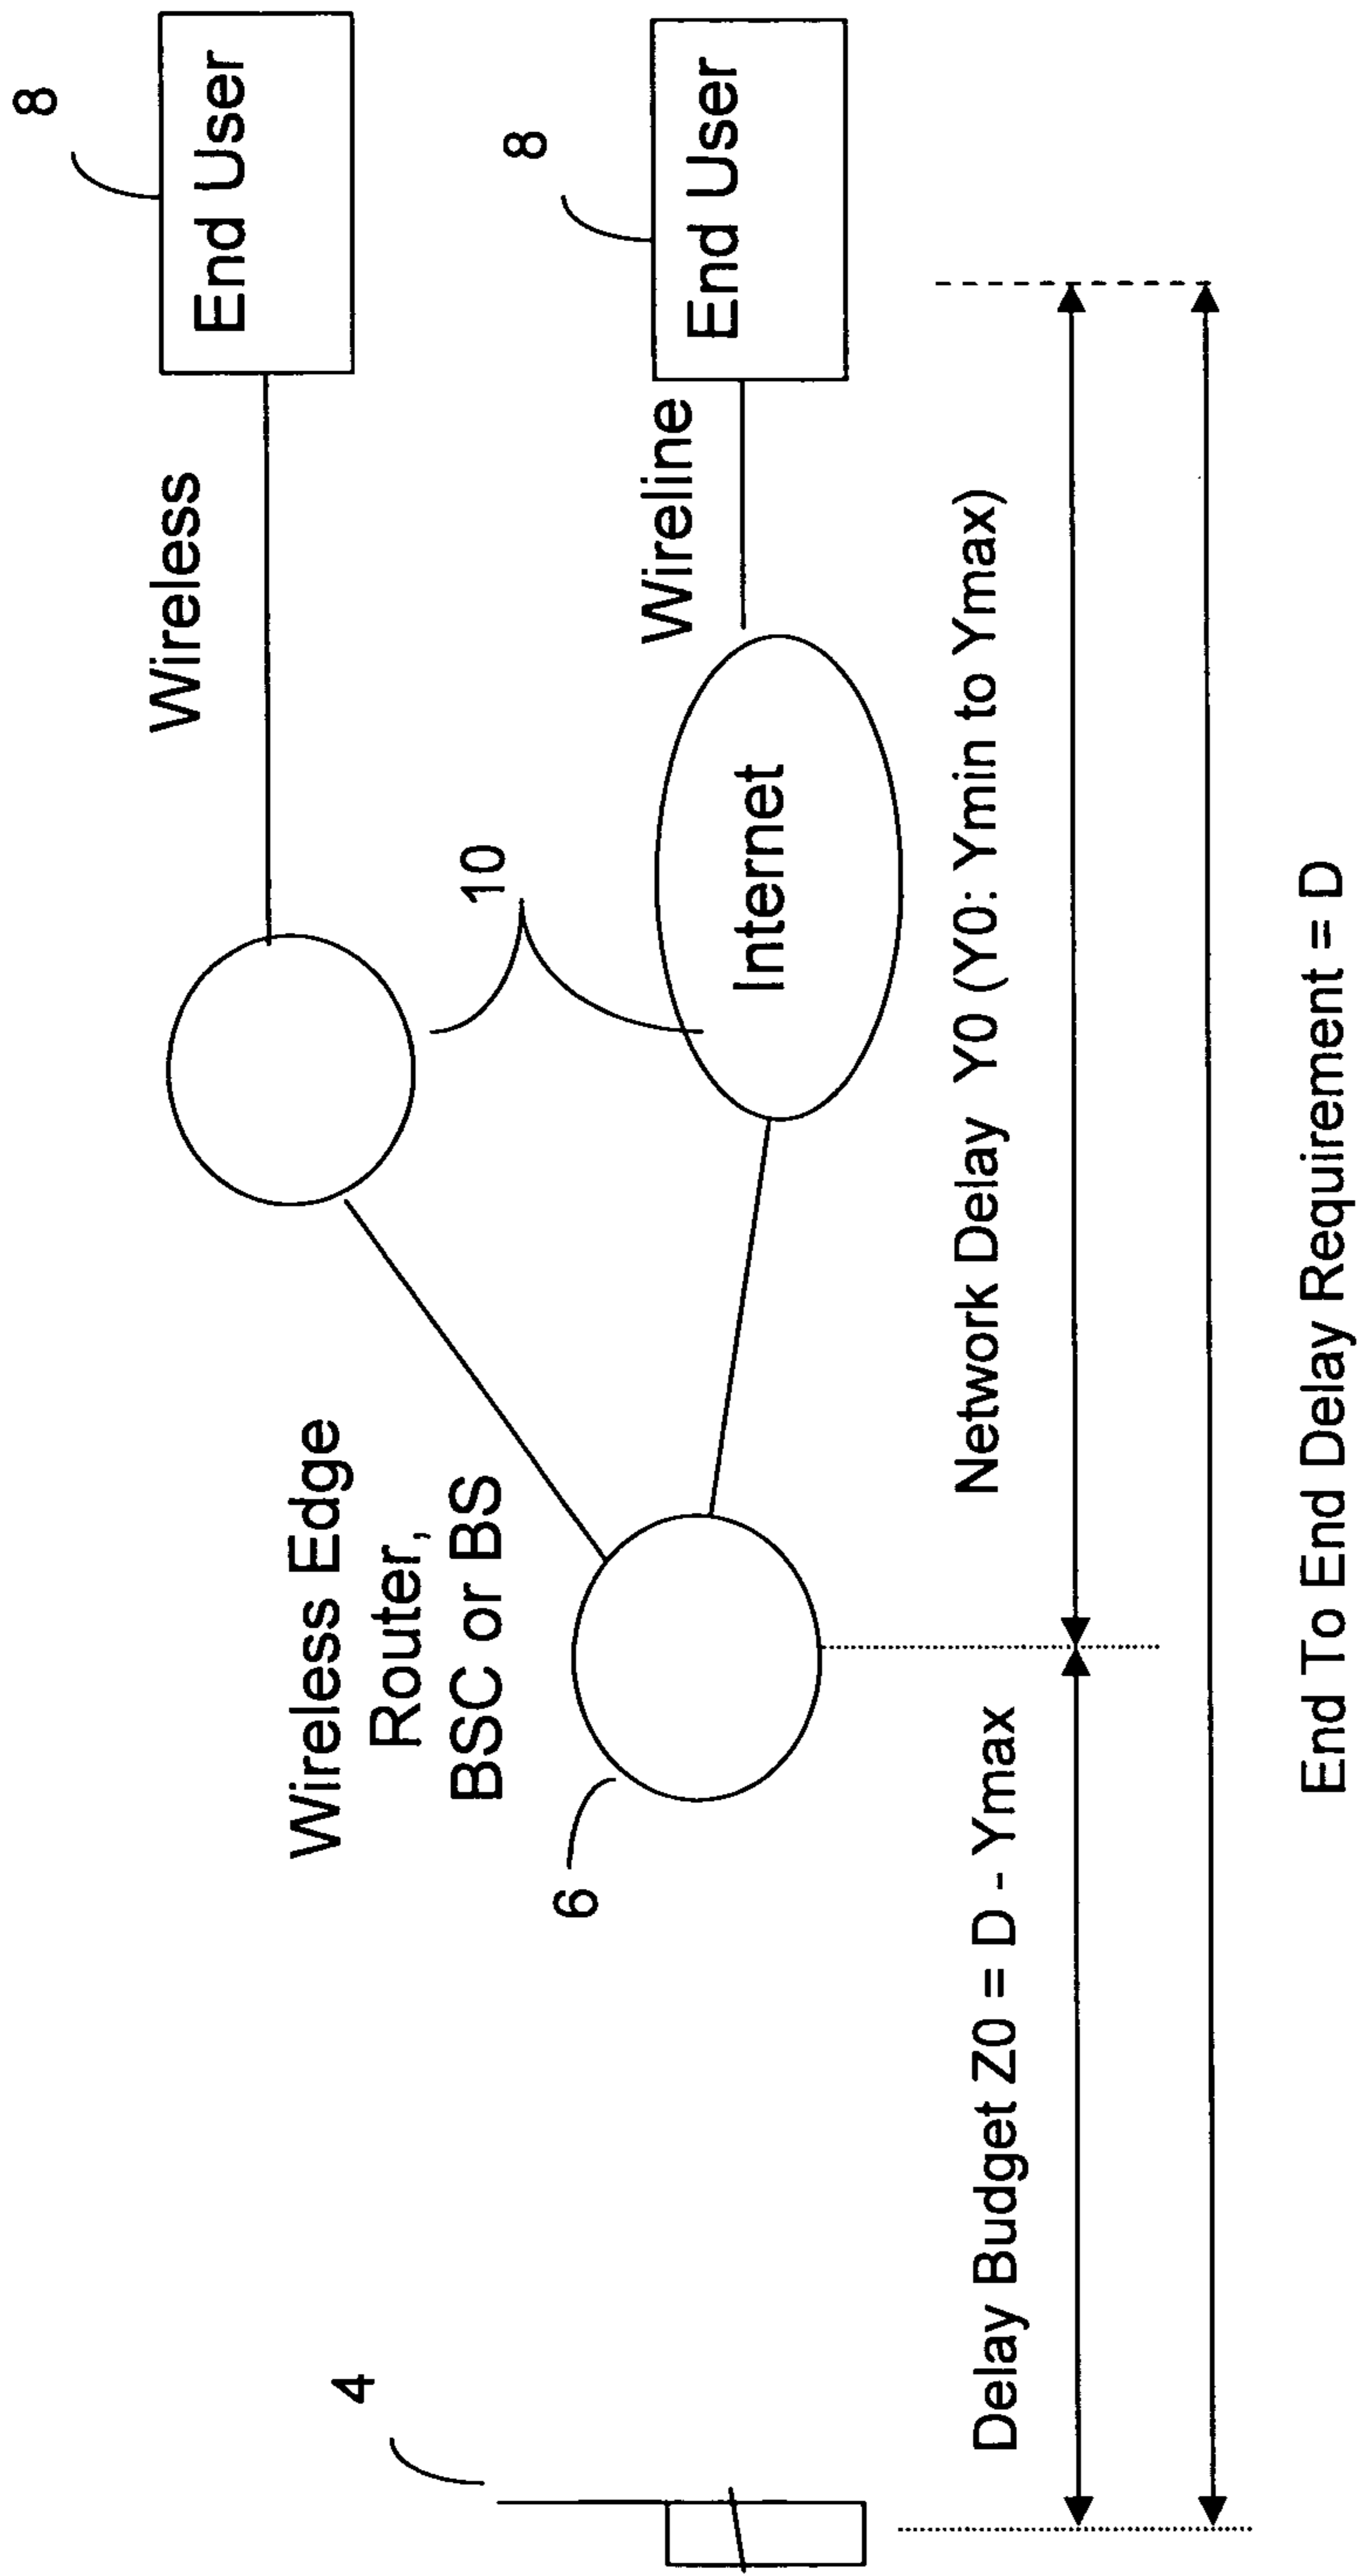 8
End User
Wireless
8
End User
Wireline
10
Internet
Wireless Edge
Router,
BSC or BS
6
4
Network Delay Y0 (Y0: Ymin to Ymax)
Delay Budget Z0 = D - Ymax
End To End Delay Requirement = D